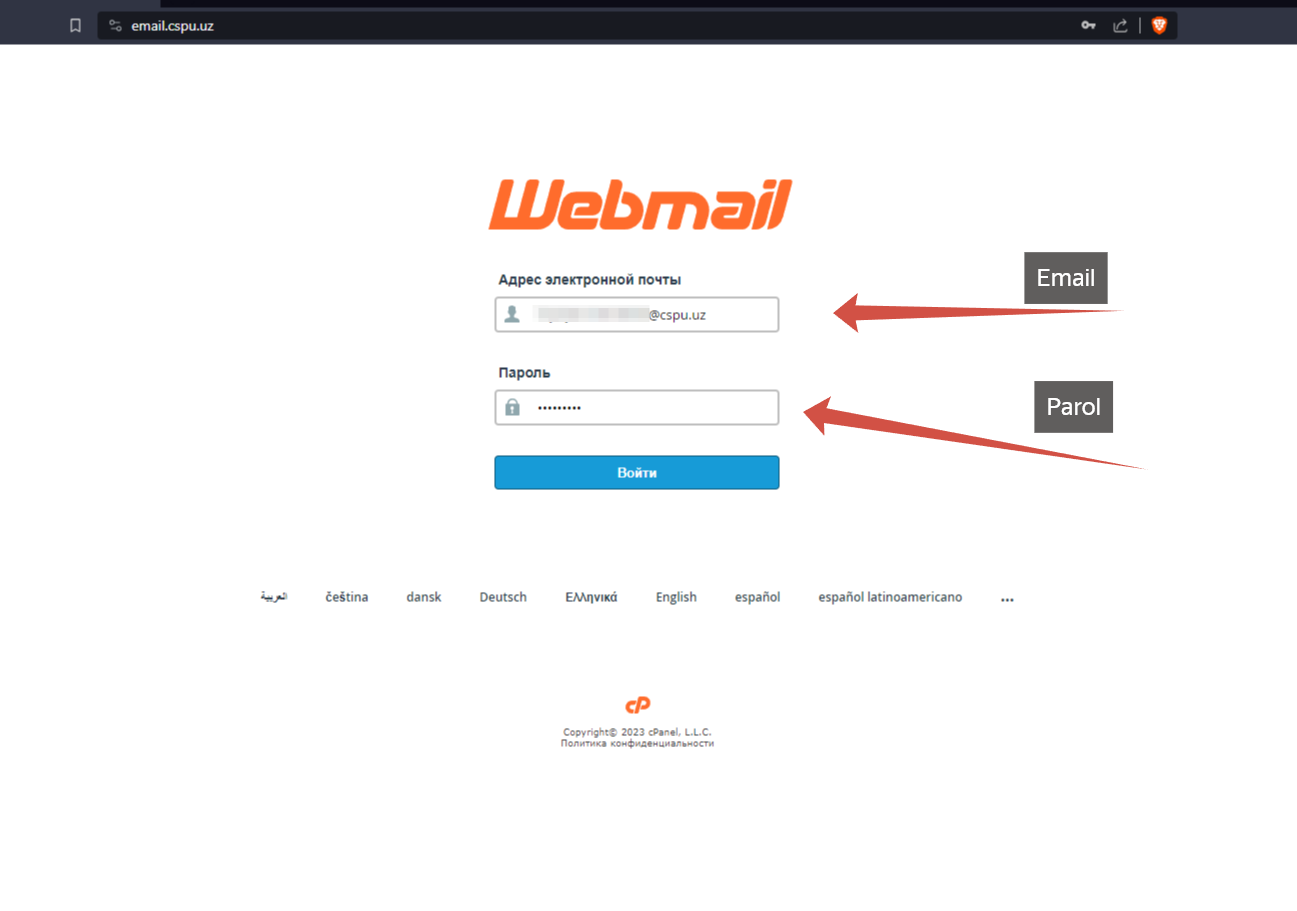 email.cspu.uz
Webmail
Адрес электронной почты
Email
@cspu.uz
Пароль
Parol
•••••••••
Войти
العربية čeština dansk Deutsch Ελληνικά English español español latinoamericano ...
cP
Copyright© 2023 cPanel, L.L.C.
Политика конфиденциальности